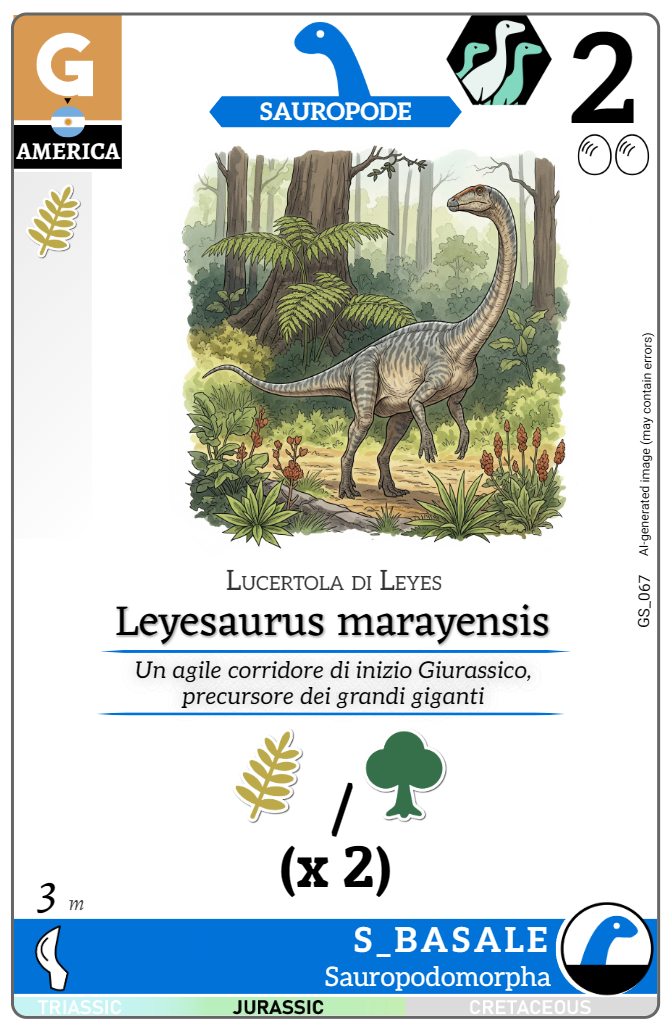 G
AMERICA
SAUROPODE
2
AI-generated image (may contain errors)
GS_067
Lucertola di Leyes
Leyesaurus marayensis
Un agile corridore di inizio Giurassico,
precursore dei grandi giganti
/
(x 2)
3 m
S_BASALE
Sauropodomorpha
TRIASSIC JURASSIC CRETACEOUS